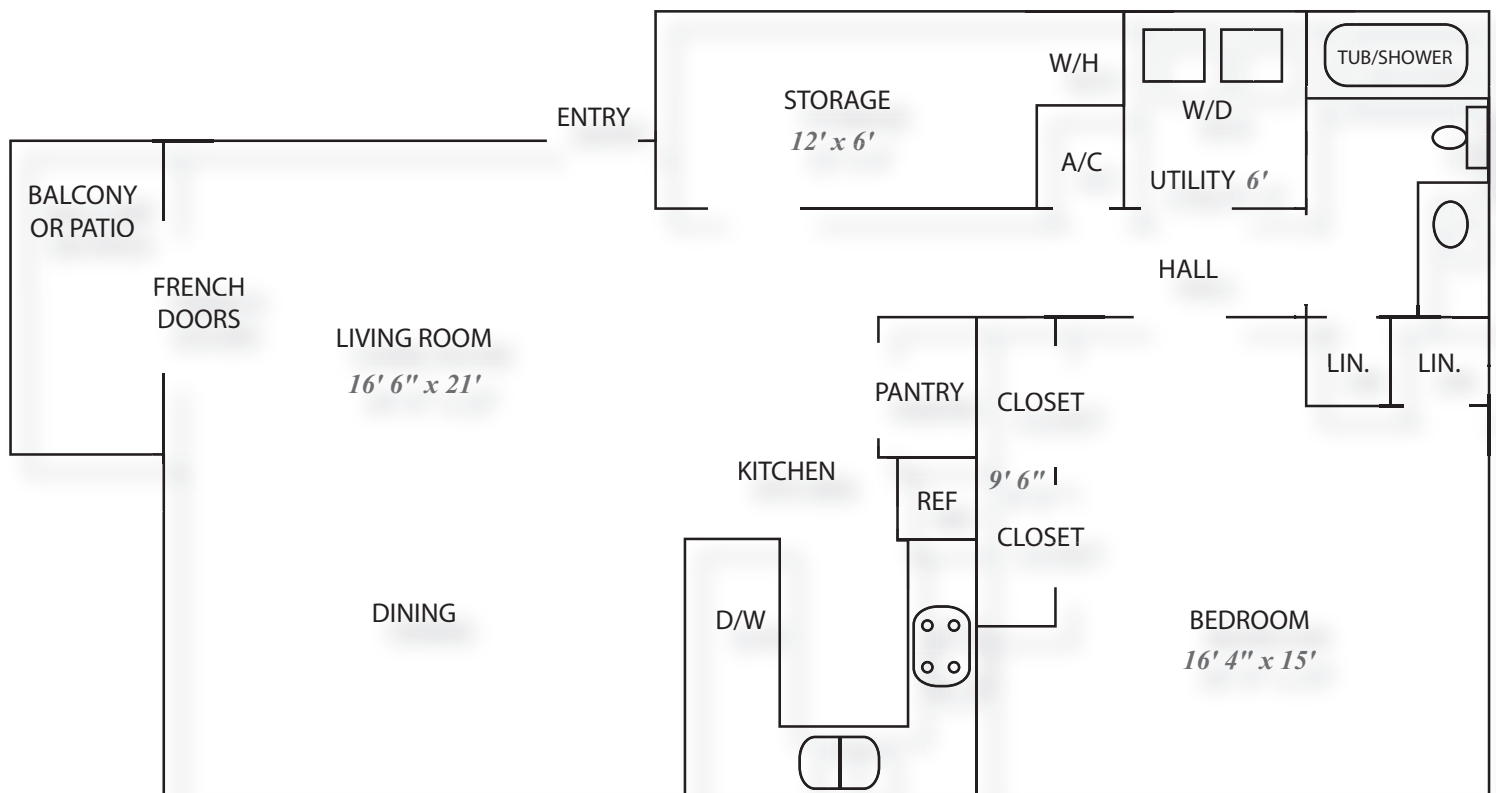 TUB/SHOWER
W/H
STORAGE
12' x 6'
W/D
ENTRY
A/C
UTILITY 6'
BALCONY
OR PATIO
HALL
FRENCH
DOORS
LIVING ROOM
16' 6" x 21'
LIN.
LIN.
PANTRY
CLOSET
KITCHEN
9' 6"
REF
CLOSET
DINING
D/W
BEDROOM
16' 4" x 15'